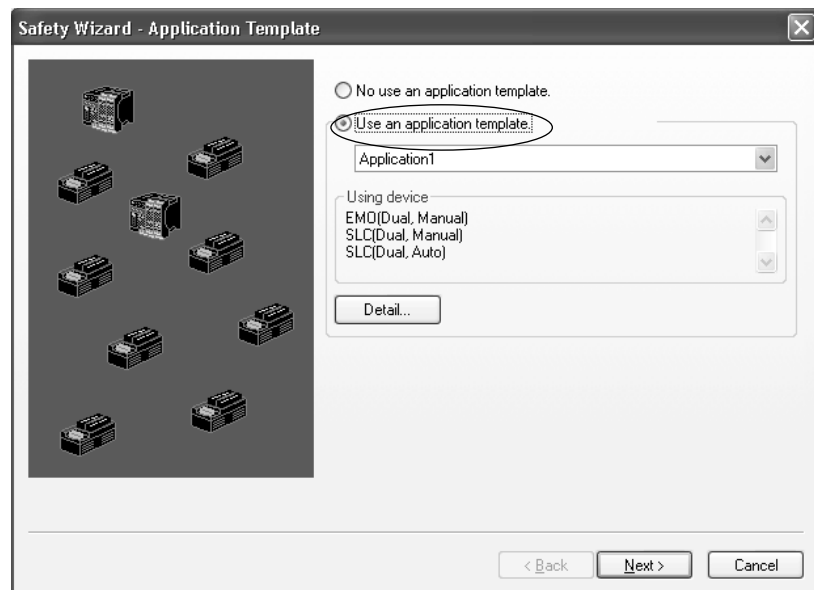 Safety Wizard - Application Template
No use an application template.
Use an application template.
Application1
Using device
EMO(Dual, Manual)
SLC(Dual, Manual)
SLC(Dual, Auto)
Detail...
< Back
Next >
Cancel